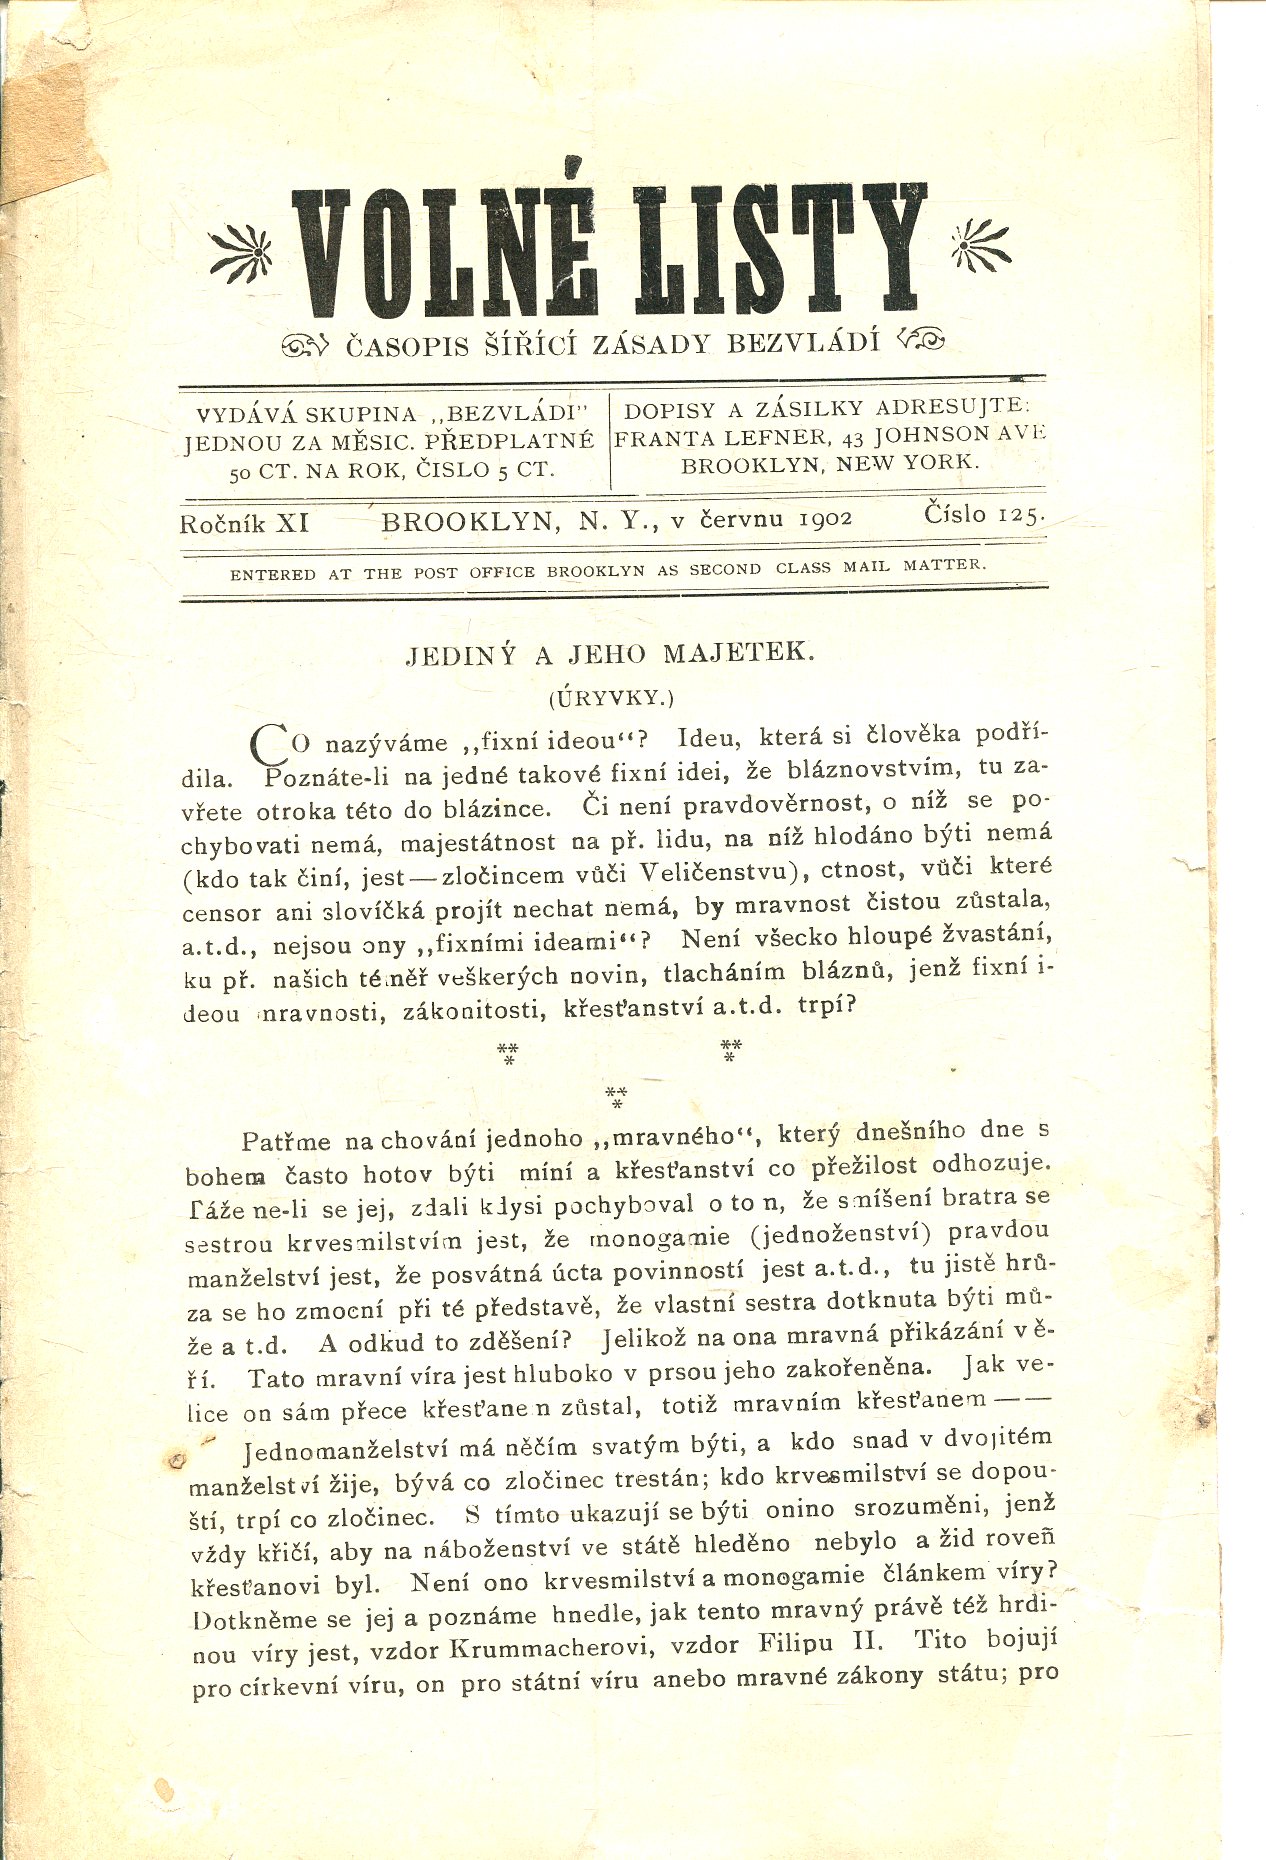 VOLNÉ LISTY
ČASOPIS ŠÍŘÍCÍ ZÁSADY BEZVLÁDÍ
VYDÁVÁ SKUPINA ,,BEZVLÁDI”
JEDNOU ZA MĚSIC. PŘEDPLATNÉ
50 CT. NA ROK, ČISLO 5 CT.
DOPISY A ZÁSILKY ADRESUJTE:
FRANTA LEFNER, 43 JOHNSON AVE
BROOKLYN, NEW YORK.
Ročník XI BROOKLYN, N. Y., v červnu 1902 Číslo 125.
ENTERED AT THE POST OFFICE BROOKLYN AS SECOND CLASS MAIL MATTER.
JEDINÝ A JEHO MAJETEK.
(ÚRYVKY.)
CO nazýváme ,,fixní ideou“? Ideu, která si člověka podří-
dila. Poznáte-li na jedné takové fixní idei, že bláznovstvím, tu za-
vřete otroka této do blázince. Či není pravdověrnost, o níž se po-
chybovati nemá, majestátnost na př. lidu, na níž hlodáno býti nemá
(kdo tak činí, jest—zločincem vůči Veličenstvu), ctnost, vůči které
censor ani slovíčká projít nechat nemá, by mravnost čistou zůstala,
a.t.d., nejsou ony ,,fixními ideami“? Není všecko hloupé žvastání,
ku př. našich téměř veškerých novin, tlacháním bláznů, jenž fixní i-
deou mravnosti, zákonitosti, křesťanství a.t.d. trpí?
*** ***
***
Patřme na chování jednoho ,,mravného“, který dnešního dne s
bohem často hotov býti míní a křesťanství co přežilost odhozuje.
Tážeme-li se jej, zdali kdysi pochyboval o tom, že smíšení bratra se
sestrou krvesmilstvím jest, že monogamie (jednoženství) pravdou
manželství jest, že posvátná úcta povinností jest a.t.d., tu jistě hrů-
za se ho zmocní při té představě, že vlastní sestra dotknuta býti mů-
že a t.d. A odkud to zděšení? Jelikož na ona mravná přikázání v ě-
ř í. Tato mravní víra jest hluboko v prsou jeho zakořeněna. Jak ve-
lice on sám přece křesťanem zůstal, totiž mravním křesťanem — —
Jednomanželství má něčím svatým býti, a kdo snad v dvojitém
manželství žije, bývá co zločinec trestán; kdo krvesmilství se dopou-
ští, trpí co zločinec. S tímto ukazují se býti onino srozuměni, jenž
vždy křičí, aby na náboženství ve státě hleděno nebylo a žid roveň
křesťanovi byl. Není ono krvesmilství a monogamie článkem víry?
Dotkněme se jej a poznáme hnedle, jak tento mravný právě též hrdi-
nou víry jest, vzdor Krummacherovi, vzdor Filipu II. Tito bojují
pro církevní víru, on pro státní víru anebo mravné zákony státu; pro